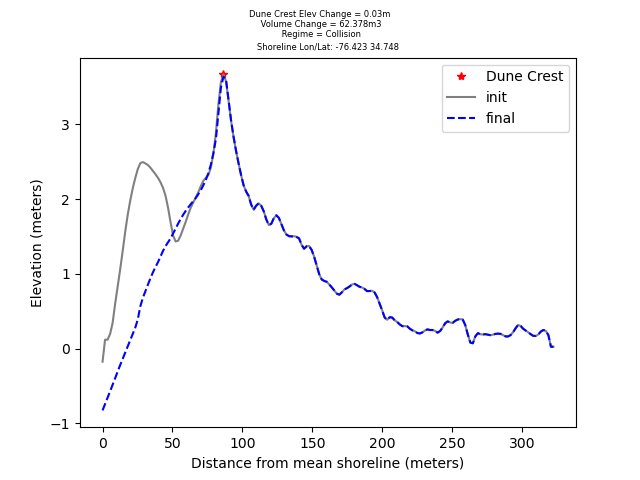 Dune Crest Elev Change = 0.03m
Volume Change = 62.378m3
Regime = Collision
Shoreline Lon/Lat: -76.423 34.748
Dune Crest
init
final
3
2
1
0
−1
Elevation (meters)
0 50 100 150 200 250 300
Distance from mean shoreline (meters)